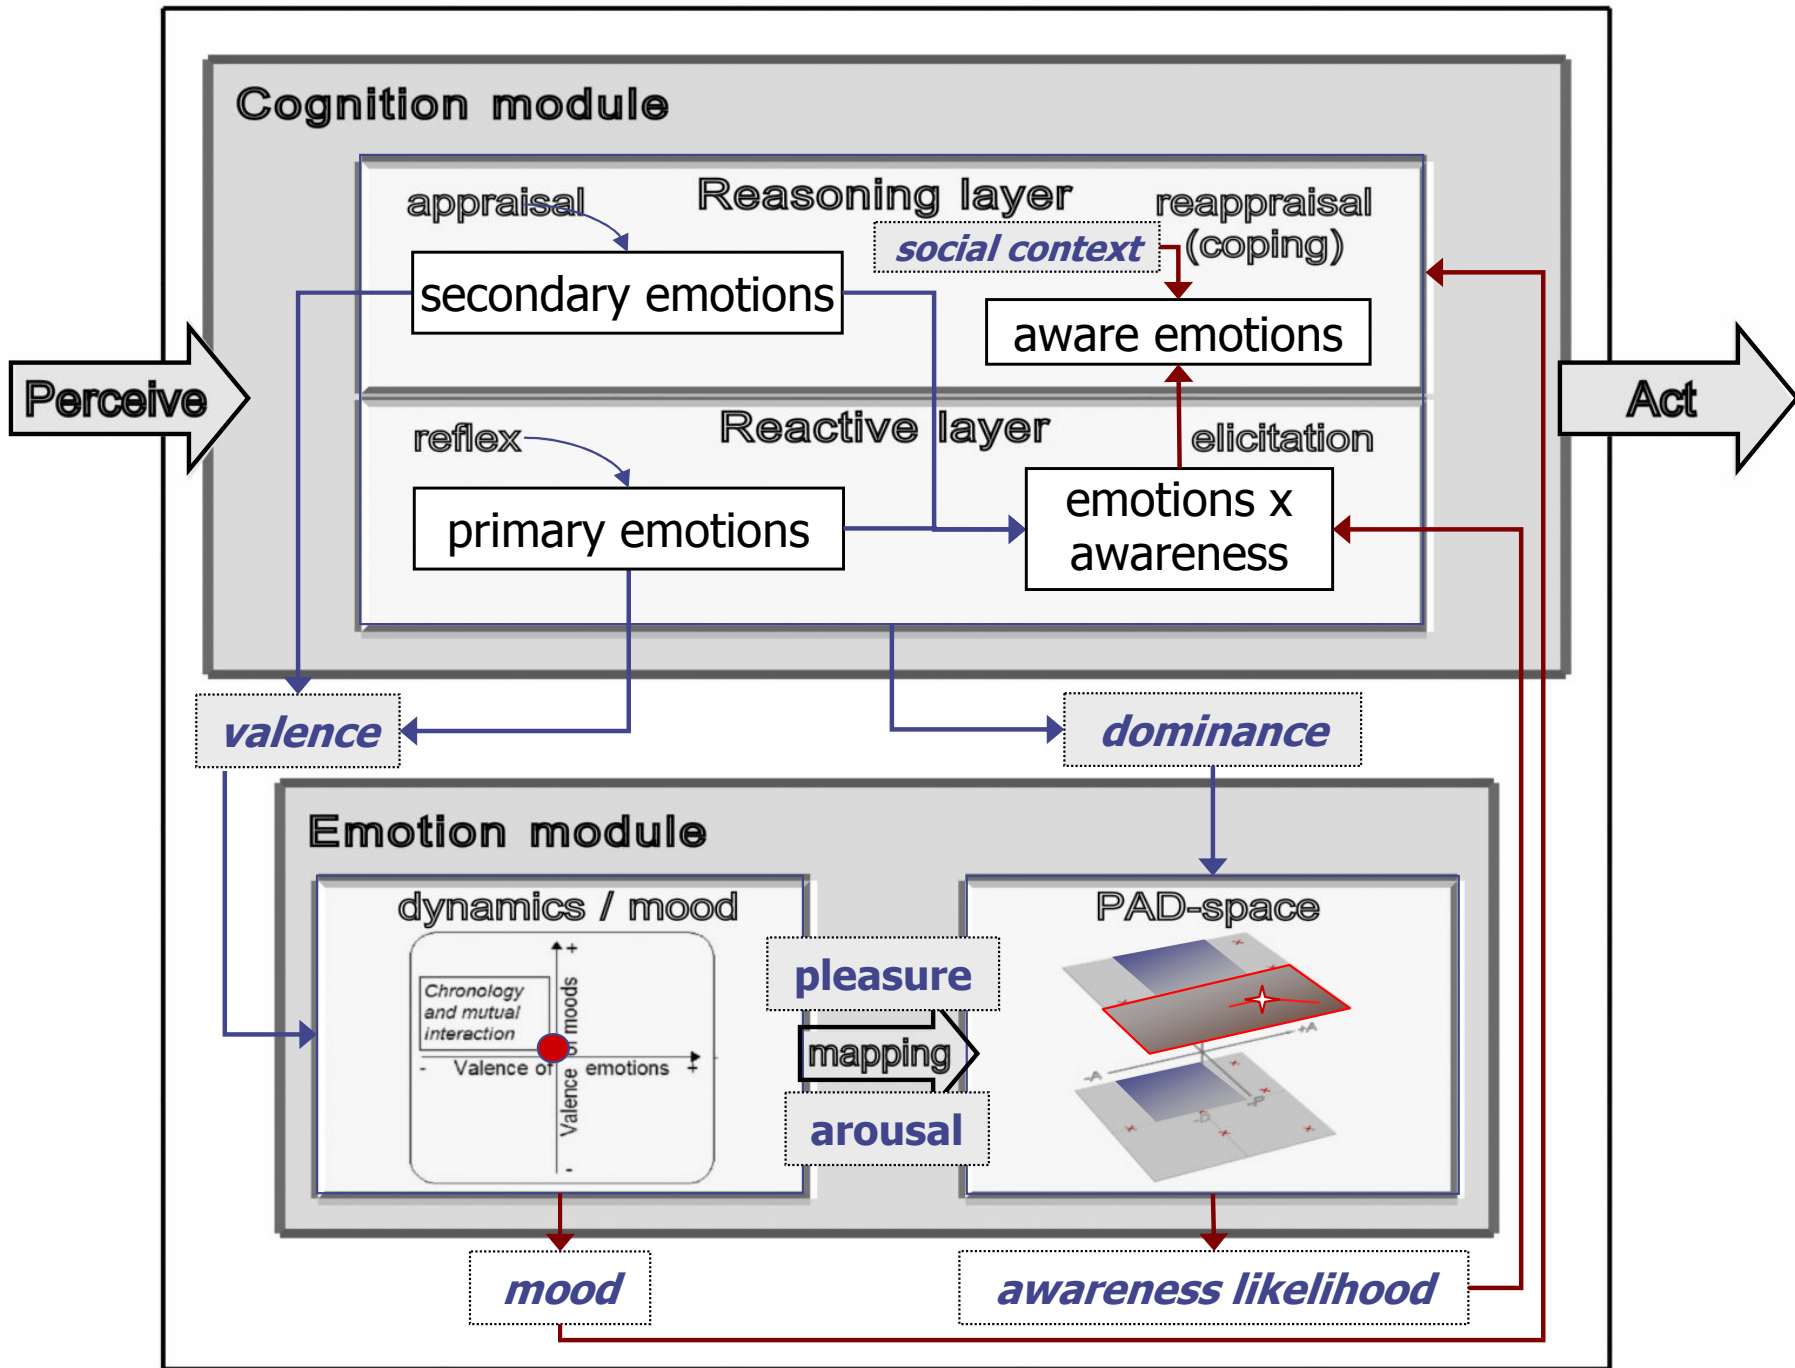 Cognition module
appraisal
Reasoning layer
reappraisal
(coping)
social context
secondary emotions
aware emotions
Perceive
Act
reflex
Reactive layer
elicitation
primary emotions
emotions x
awareness
valence
dominance
Emotion module
dynamics / mood
PAD-space
+
Chronology
and mutual
interaction
Valence of moods
- Valence of emotions +
-
pleasure
mapping
arousal
+A
-A
-P
-D
mood
awareness likelihood